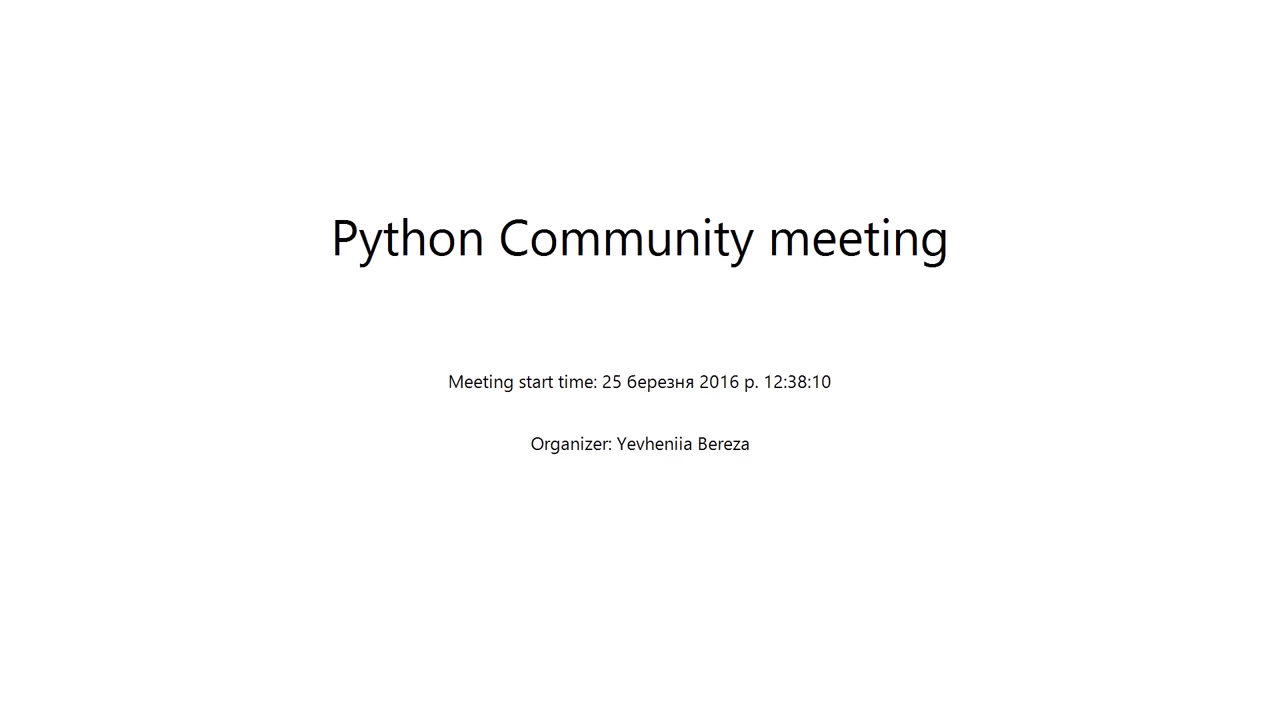 Python Community meeting
Meeting start time: 25 березня 2016 р. 12:38:10
Organizer: Yevheniia Bereza